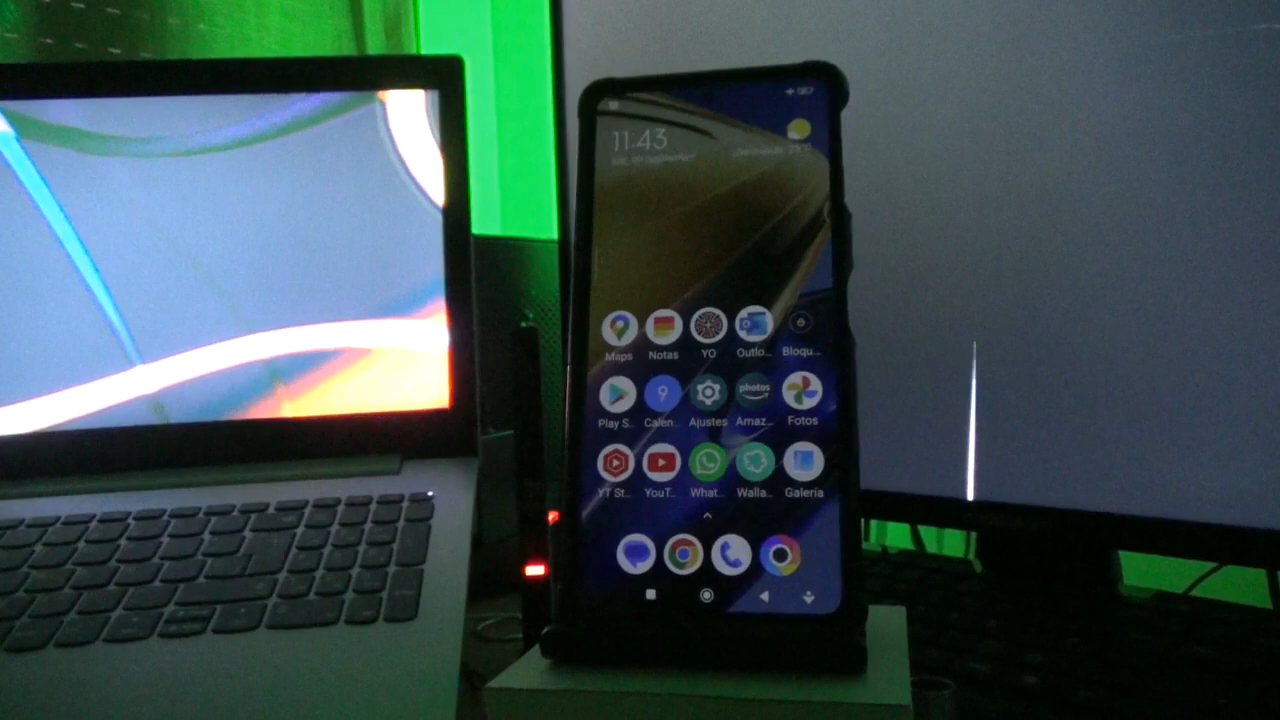 11:43
Maps Notas YO Outlo... Bloqu...
9 photos
Play S... Calen... Ajustes Amaz... Fotos
YT St... YouT... What... Walla... Galería